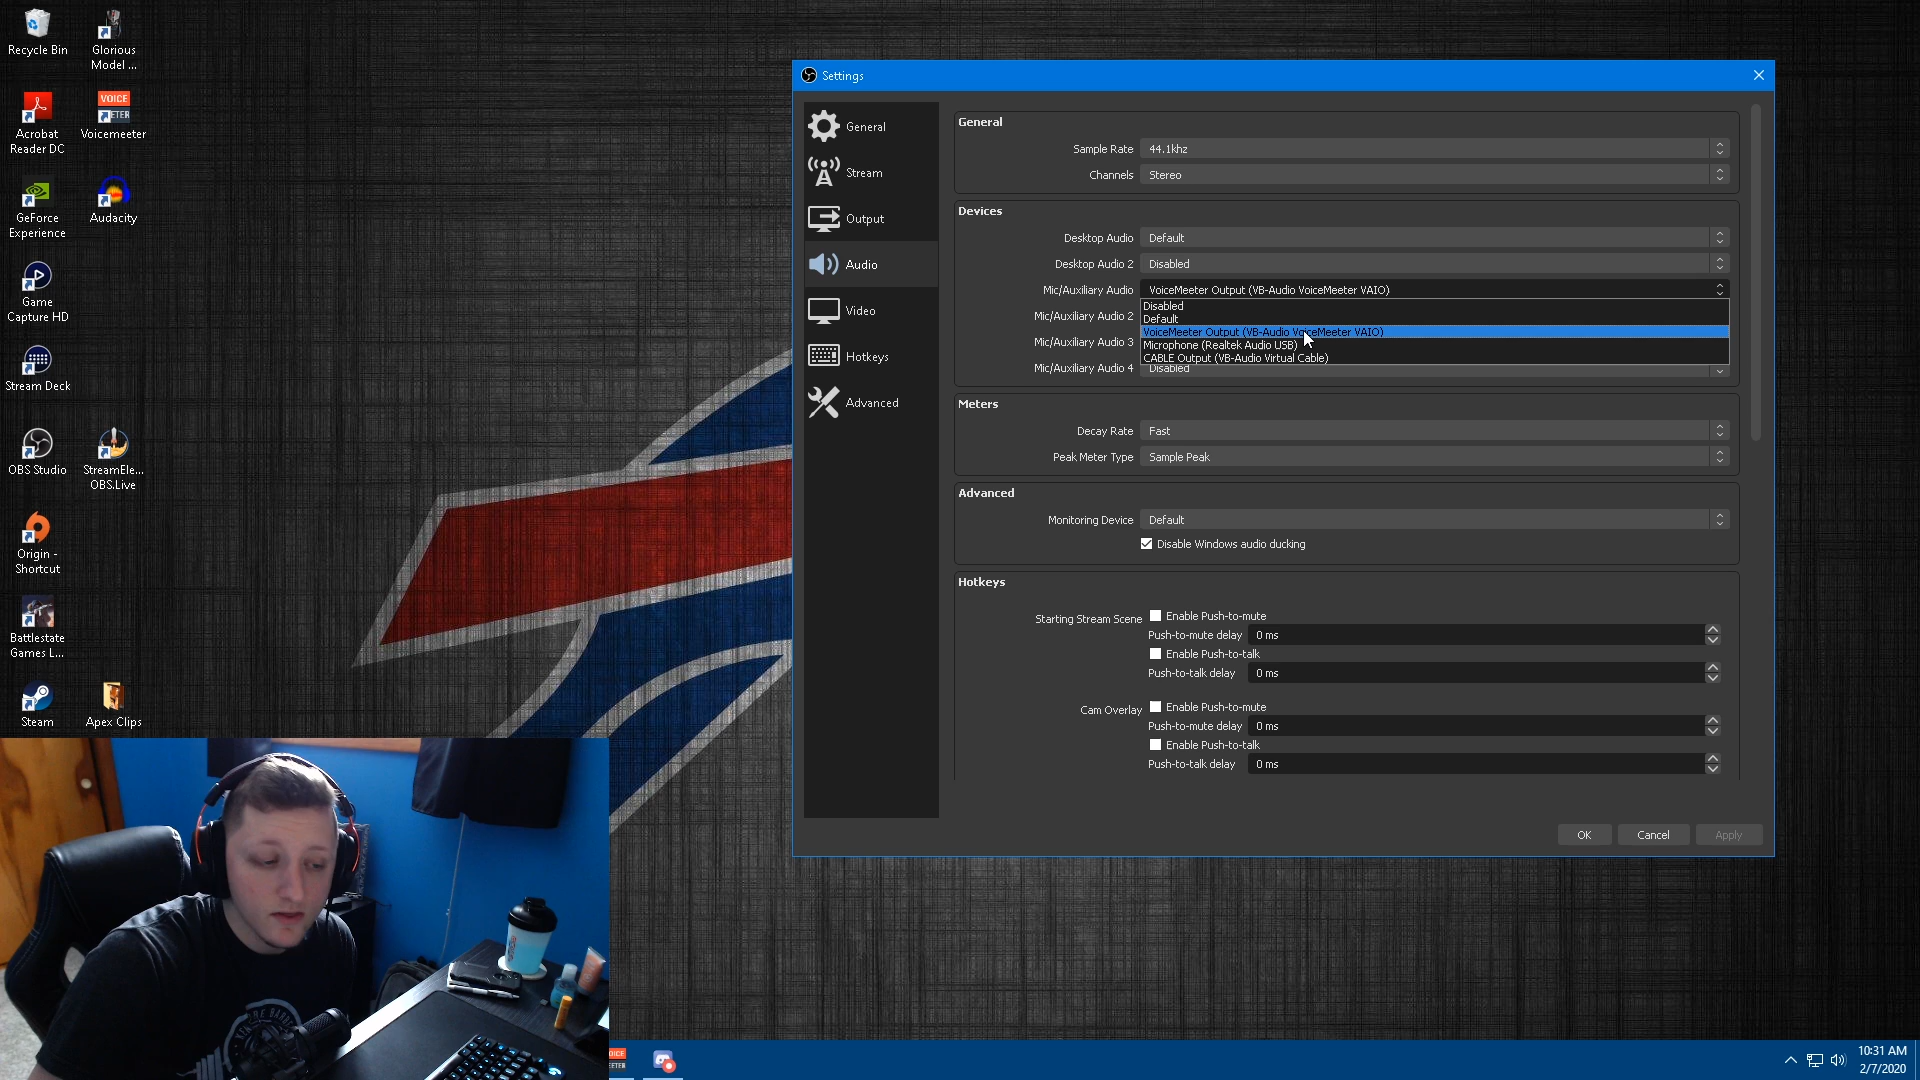 Recycle Bin
Glorious
Model ...
Acrobat
Reader DC
VOICE
METER
Voicemeeter
GeForce
Experience
Audacity
Game
Capture HD
Stream Deck
OBS Studio
StreamEle...
OBS.Live
Origin -
Shortcut
Battlestate
Games L...
Steam
Apex Clips
Settings
General
Stream
Output
Audio
Video
Hotkeys
Advanced
General
Sample Rate 44.1khz
Channels Stereo
Devices
Desktop Audio Default
Desktop Audio 2 Disabled
Mic/Auxiliary Audio VoiceMeeter Output (VB-Audio VoiceMeeter VAIO)
Disabled
Default
Mic/Auxiliary Audio 2
VoiceMeeter Output (VB-Audio VoiceMeeter VAIO)
Mic/Auxiliary Audio 3
Microphone (Realtek Audio USB)
CABLE Output (VB-Audio Virtual Cable)
Mic/Auxiliary Audio 4 Disabled
Meters
Decay Rate Fast
Peak Meter Type Sample Peak
Advanced
Monitoring Device Default
Disable Windows audio ducking
Hotkeys
Starting Stream Scene Enable Push-to-mute
Push-to-mute delay 0 ms
Enable Push-to-talk
Push-to-talk delay 0 ms
Cam Overlay Enable Push-to-mute
Push-to-mute delay 0 ms
Enable Push-to-talk
Push-to-talk delay 0 ms
OK Cancel Apply
10:31 AM
2/7/2020